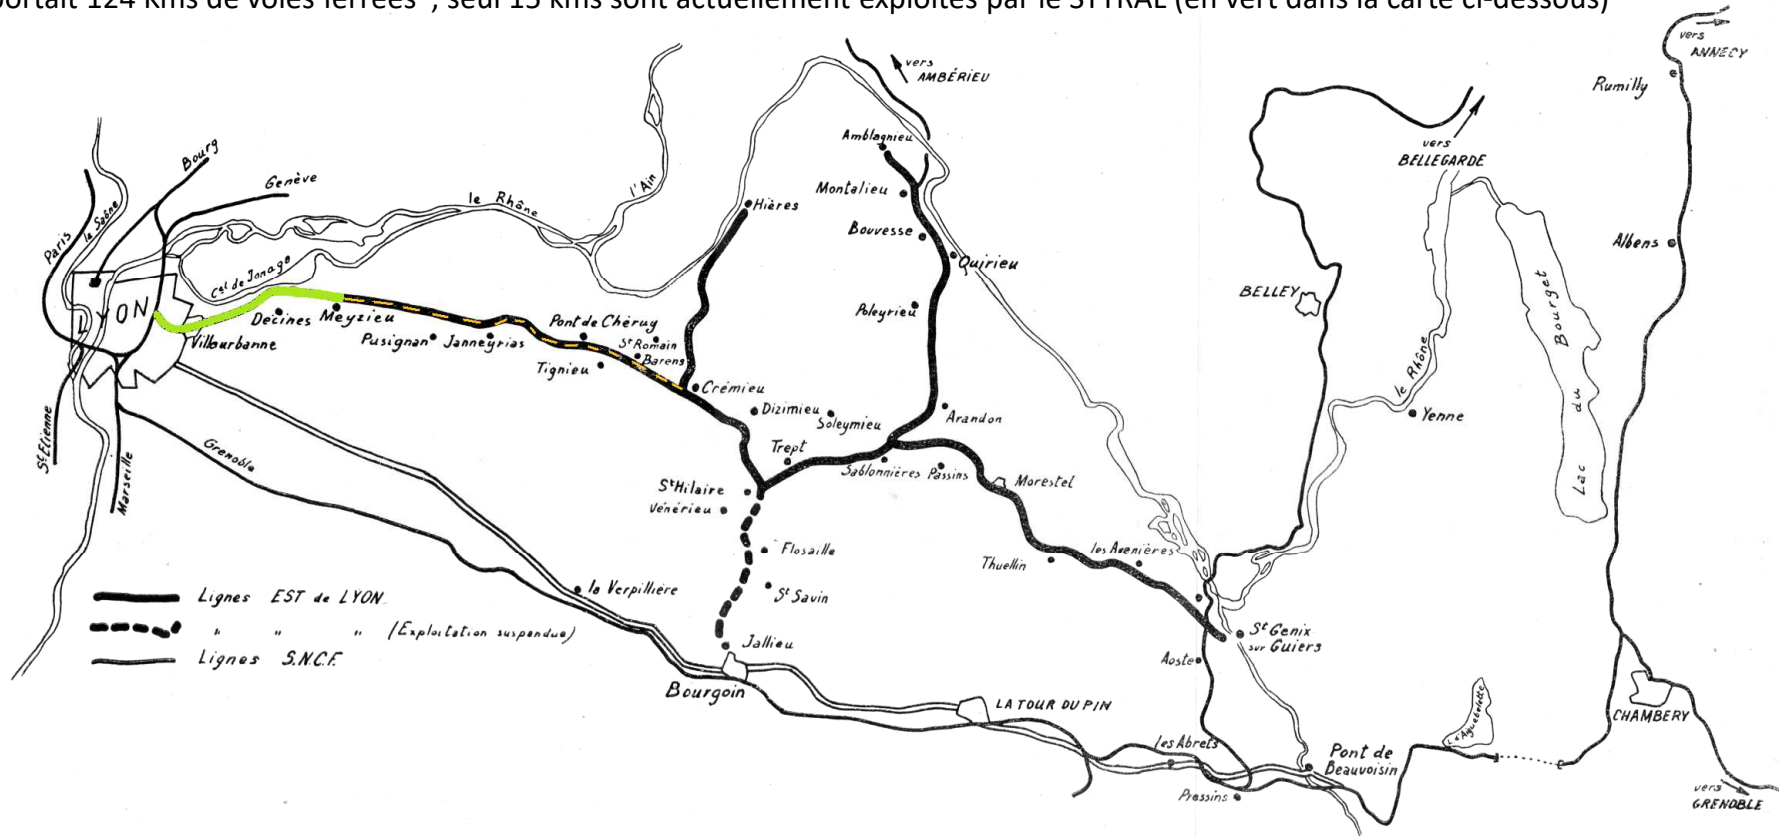 portait 124 Kms de voies ferrées , seul 15 kms sont actuellement exploités par le SYTRAL (en vert dans la carte ci-dessous)
vers
ANNECY
Rumilly
vers
AMBÉRIEU
Amblagnieu
Montalieu
Bouvesse
Quirieu
Poleyrieu
Hières
l'Ain
le Rhône
Genève
Bourg
la Saône
Paris
Cal de Jonage
LYON
Villeurbanne
Décines
Meyzieu
Pusignan
Janneyrias
Pont de Chéruy
St Romain
Barens
Tignieu
Crémieu
Dizimieu
Soleymieu
Arandon
Trept
Sablonnières
Passins
Morestel
St Hilaire
Vénérieu
Flosaille
St Savin
Jallieu
Bourgoin
la Verpillière
Grenoble
Marseille
St Etienne
Thuellin
les Avenières
St Genix
sur Guiers
Aoste
LA TOUR DU PIN
les Abrets
Pressins
Pont de
Beauvoisin
vers
BELLEGARDE
BELLEY
le Rhône
Yenne
Lac du Bourget
Albens
L. d'Aiguebelette
CHAMBERY
vers
GRENOBLE
Lignes EST de LYON
" " " (Exploitation suspendue)
Lignes S.N.C.F.